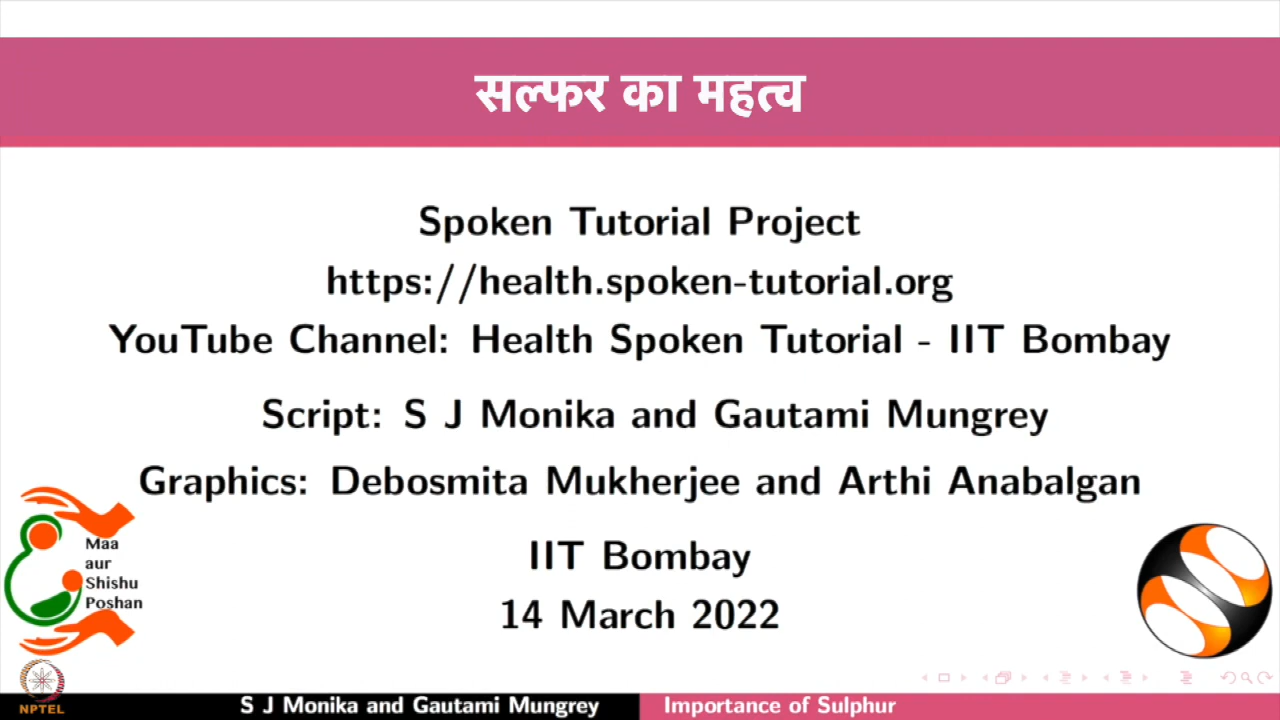 सल्फर का महत्व
Spoken Tutorial Project
https://health.spoken-tutorial.org
YouTube Channel: Health Spoken Tutorial - IIT Bombay
Script: S J Monika and Gautami Mungrey
Graphics: Debosmita Mukherjee and Arthi Anabalgan
IIT Bombay
14 March 2022
Maa
aur
Shishu
Poshan
NPTEL
S J Monika and Gautami Mungrey
Importance of Sulphur